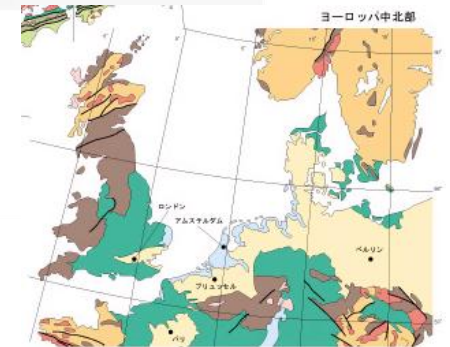 ヨーロッパ中北部
ロンドン
アムステルダム
ベルリン
ブリュッセル
パリ